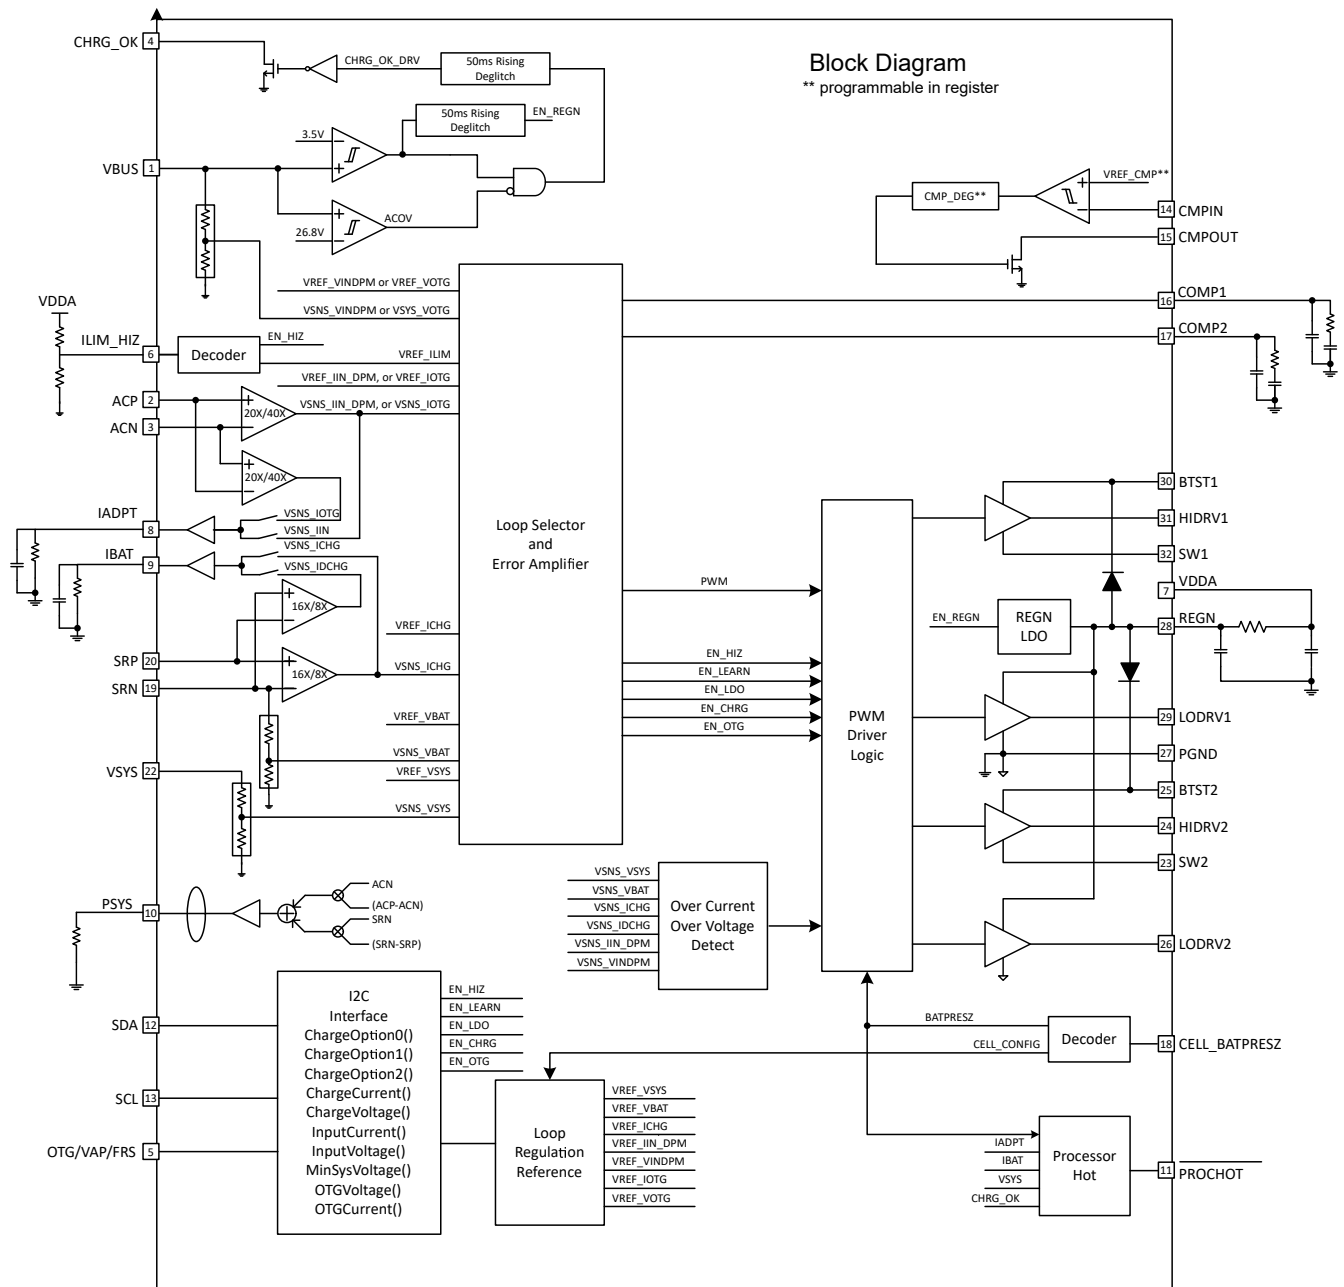 Block Diagram
** programmable in register
CHRG_OK
4
CHRG_OK_DRV
50ms Rising
Deglitch
50ms Rising
Deglitch
EN_REGN
3.5V
−
+
VBUS
1
+
−
26.8V
ACOV
CMP_DEG**
+
−
VREF_CMP**
14
CMPIN
15
CMPOUT
VREF_VINDPM or VREF_VOTG
VSNS_VINDPM or VSYS_VOTG
VDDA
ILIM_HIZ
6
Decoder
EN_HIZ
VREF_ILIM
VREF_IIN_DPM, or VREF_IOTG
VSNS_IIN_DPM, or VSNS_IOTG
16
COMP1
17
COMP2
ACP
2
ACN
3
+
20X/40X
−
+
20X/40X
−
IADPT
8
VSNS_IOTG
VSNS_IIN
IBAT
9
VSNS_ICHG
VSNS_IDCHG
+
16X/8X
−
SRP
20
SRN
19
+
16X/8X
−
VREF_ICHG
VSNS_ICHG
VREF_VBAT
VSNS_VBAT
VREF_VSYS
VSNS_VSYS
VSYS
22
Loop Selector
and
Error Amplifier
PWM
EN_HIZ
EN_LEARN
EN_LDO
EN_CHRG
EN_OTG
PWM
Driver
Logic
30
BTST1
31
HIDRV1
32
SW1
7
VDDA
EN_REGN
REGN
LDO
28
REGN
29
LODRV1
27
PGND
25
BTST2
24
HIDRV2
23
SW2
26
LODRV2
VSNS_VSYS
VSNS_VBAT
VSNS_ICHG
VSNS_IDCHG
VSNS_IIN_DPM
VSNS_VINDPM
Over Current
Over Voltage
Detect
PSYS
10
ACN
(ACP-ACN)
SRN
(SRN-SRP)
SDA
12
SCL
13
OTG/VAP/FRS
5
I2C
Interface
ChargeOption0()
ChargeOption1()
ChargeOption2()
ChargeCurrent()
ChargeVoltage()
InputCurrent()
InputVoltage()
MinSysVoltage()
OTGVoltage()
OTGCurrent()
EN_HIZ
EN_LEARN
EN_LDO
EN_CHRG
EN_OTG
Loop
Regulation
Reference
VREF_VSYS
VREF_VBAT
VREF_ICHG
VREF_IIN_DPM
VREF_VINDPM
VREF_IOTG
VREF_VOTG
BATPRESZ
CELL_CONFIG
Decoder
18
CELL_BATPRESZ
IADPT
IBAT
VSYS
CHRG_OK
Processor
Hot
11
PROCHOT